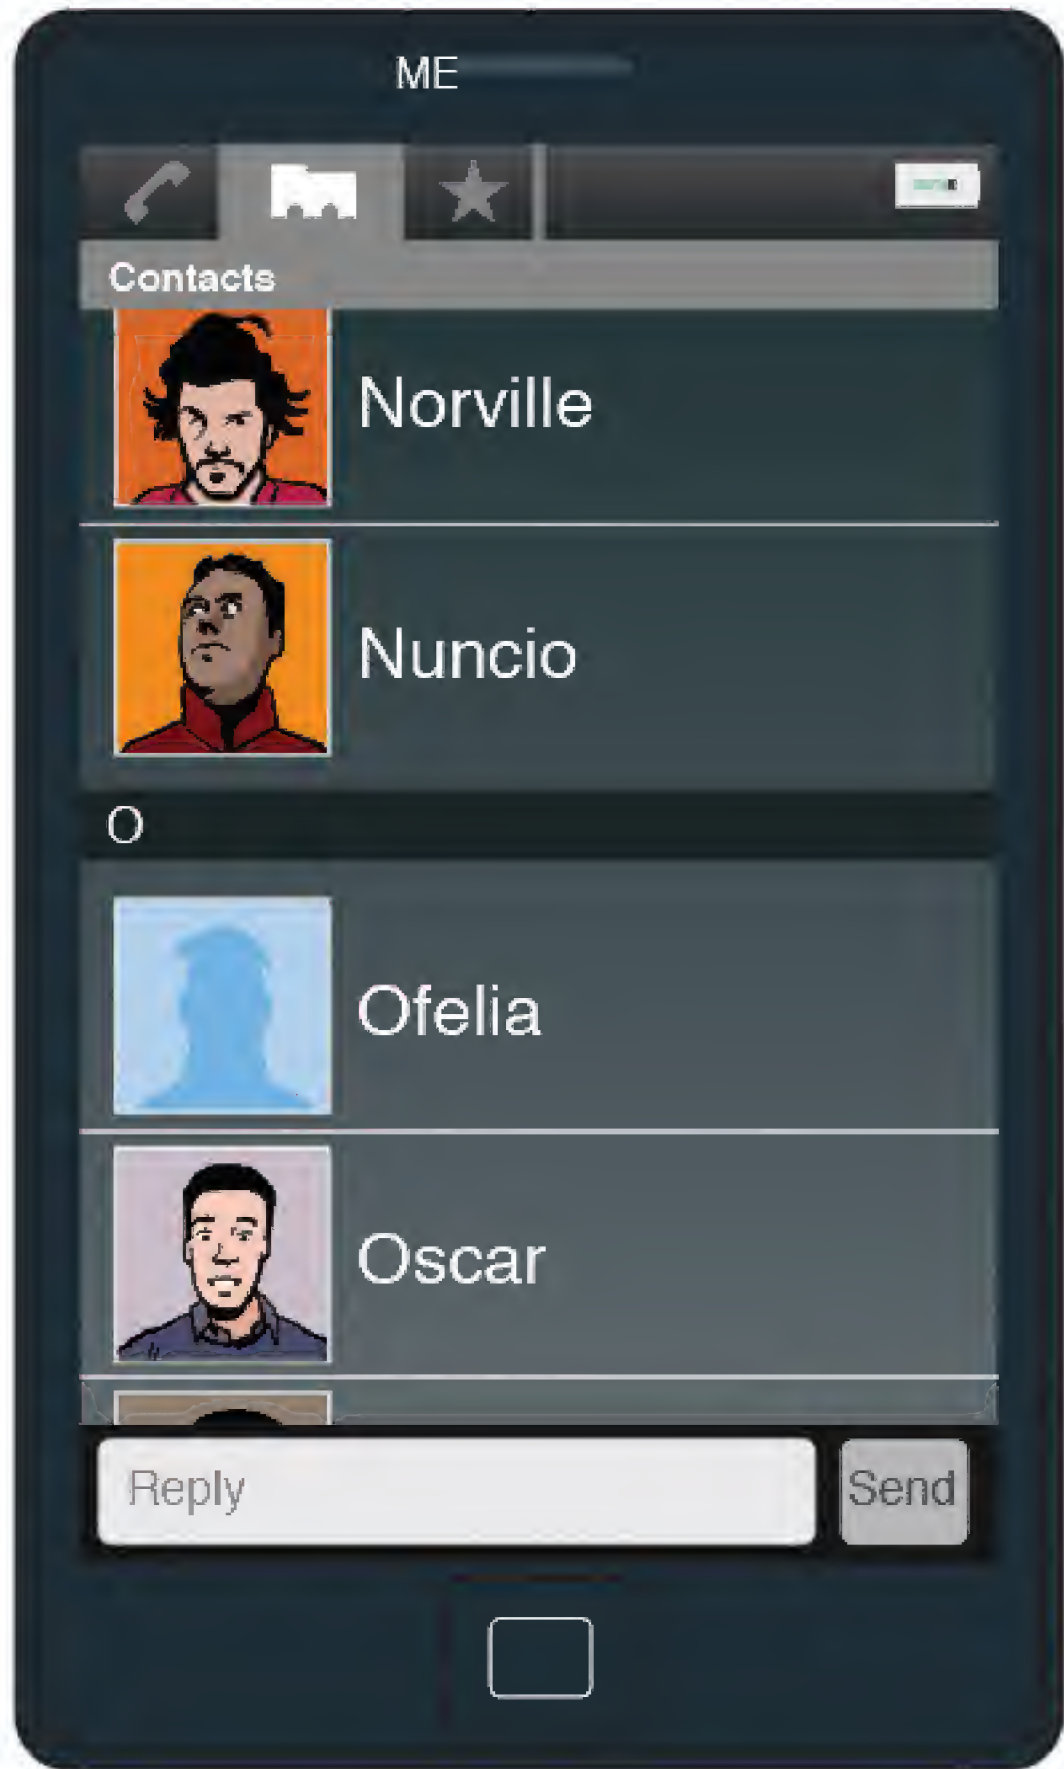 ME
Contacts
Norville
Nuncio
O
Ofelia
Oscar
Reply
Send